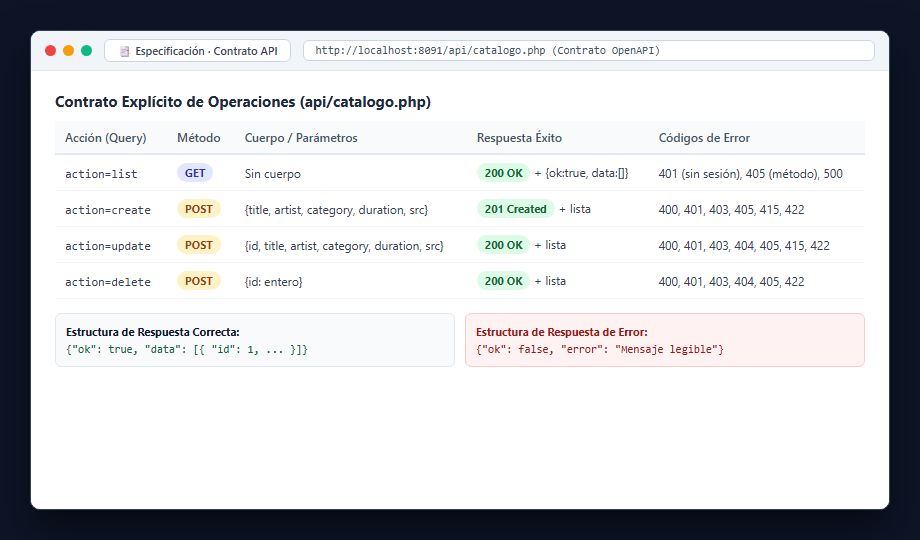 Especificación · Contrato API
http://localhost:8091/api/catalogo.php (Contrato OpenAPI)
Contrato Explícito de Operaciones (api/catalogo.php)
Acción (Query) Método Cuerpo / Parámetros Respuesta Éxito Códigos de Error
action=list GET Sin cuerpo 200 OK + {ok:true, data:[]} 401 (sin sesión), 405 (método), 500
action=create POST {title, artist, category, duration, src} 201 Created + lista 400, 401, 403, 405, 415, 422
action=update POST {id, title, artist, category, duration, src} 200 OK + lista 400, 401, 403, 404, 405, 415, 422
action=delete POST {id: entero} 200 OK + lista 400, 401, 403, 404, 405, 422
Estructura de Respuesta Correcta:
{"ok": true, "data": [{ "id": 1, ... }]}
Estructura de Respuesta de Error:
{"ok": false, "error": "Mensaje legible"}